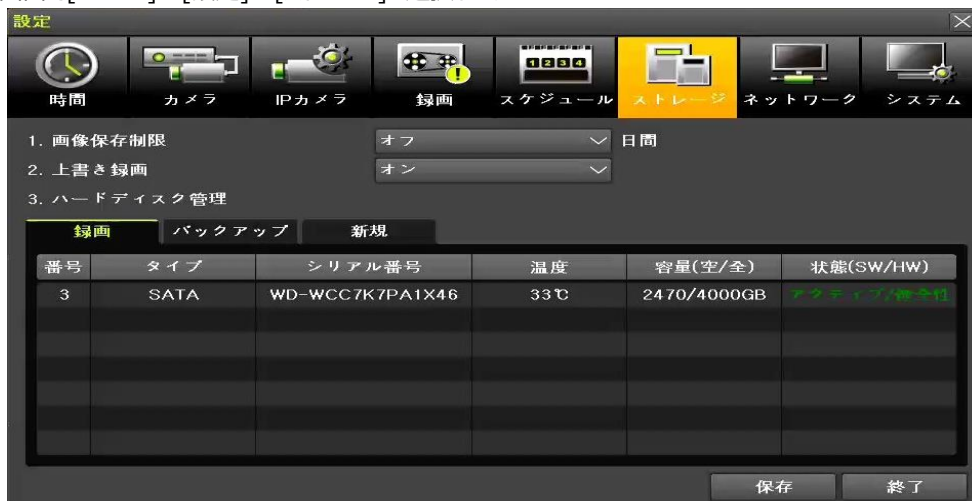 設定
時間 カメラ IPカメラ 録画 1 2 3 4 スケジュール ストレージ ネットワーク システム
1. 画像保存制限 オフ 日間
2. 上書き録画 オン
3. ハードディスク管理
録画 バックアップ 新規
番号 タイプ シリアル番号 温度 容量(空/全) 状態(SW/HW)
3 SATA WD-WCC7K7PA1X46 33℃ 2470/4000GB アクティブ/健全性
保存 終了